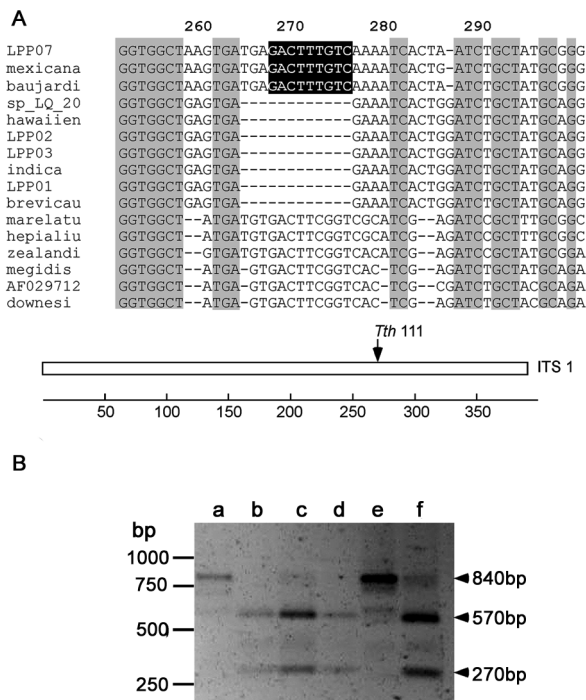 A
260 270 280 290
LPP07 GGTGGCTAAGTGATGAGACTTTGTCAAAATCACTA-ATCTGCTATGCGGG
mexicana GGTGGCTAAGTGATGAGACTTTGTCAAAATCACTG-ATCTGCTATGCGGG
baujardi GGTGGCTAAGTGATGAGACTTTGTCAAAATCACTA-ATCTGCTATGCGGG
sp_LQ_20 GGTGGCTGAGTGA------------GAAATCACTGGATCTGCTATGCAGG
hawaiien GGTGGCTGAGTGA------------GAAATCACTGGATCTGCTATGCAGG
LPP02 GGTGGCTGAGTGA------------GAAATCACTGGATCTGCTATGCAGG
LPP03 GGTGGCTGAGTGA------------GAAATCACTGGATCTGCTATGCAGG
indica GGTGGCTGAGTGA------------GAAATCACTGGATCTGCTATGCAGG
LPP01 GGTGGCTGAGTGA------------GAAATCACTGGATCTGCTATGCAGG
brevicau GGTGGCTGAGTGA------------GAAATCACTGGATCTGCTATGCAGG
marelatu GGTGGCT--ATGATGTGACTTCGGTCGCATCG--AGATCCGCTTTGCGGC
hepialiu GGTGGCT--ATGATGTGACTTCGGTCGCATCG--AGATCCGCTTTGCGGC
zealandi GGTGGCT--ATGATGTGACTTCGGTCACATCG--AGATCCGCTATGCGGA
megidis GGTGGCT--ATGA-GTGACTTCGGTCAC-TCG--AGATCTGCTATGCAGA
AF029712 GGTGGCT--ATGA-GTGACTTCGGTCAC-TCG--CGATCTGCTACGCAGA
downesi GGTGGCT--ATGA-GTGACTTCGGTCAC-TCG--AGATCTGCTACGCAGA
Tth 111
ITS 1
50 100 150 200 250 300 350
B
a b c d e f
bp
1000
750
500
250
840bp
570bp
270bp